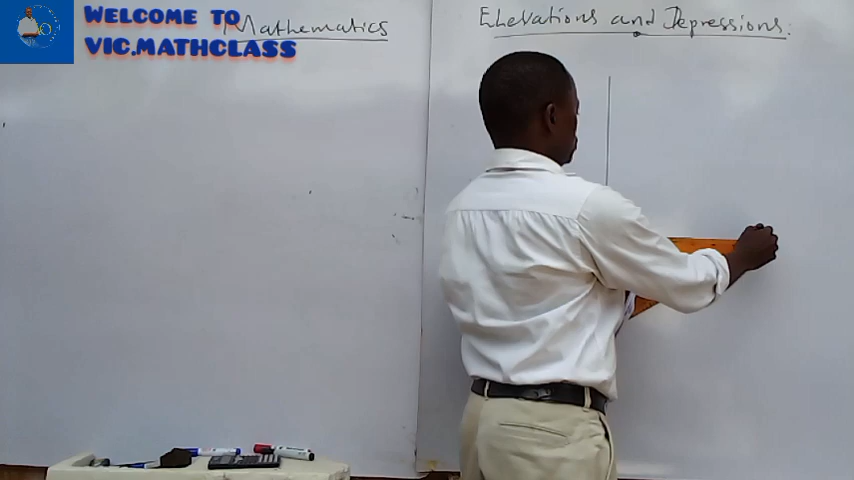 WELCOME TO
VIC.MATHCLASS
Mathematics
Elevations and Depressions.